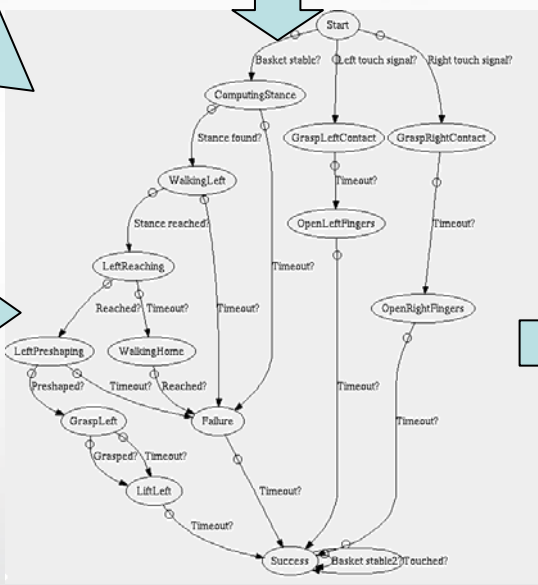 Start
Basket stable?
Left touch signal?
Right touch signal?
ComputingStance
Stance found?
GraspLeftContact
GraspRightContact
Timeout?
WalkingLeft
Stance reached?
OpenLeftFingers
Timeout?
LeftReaching
Timeout?
Reached?
Timeout?
Timeout?
OpenRightFingers
LeftPreshaping
WalkingHome
Preshaped?
Timeout?
Reached?
Timeout?
GraspLeft
Failure
Timeout?
Grasped?
Timeout?
LiftLeft
Timeout?
Timeout?
Success
Basket stable2?
Touched?